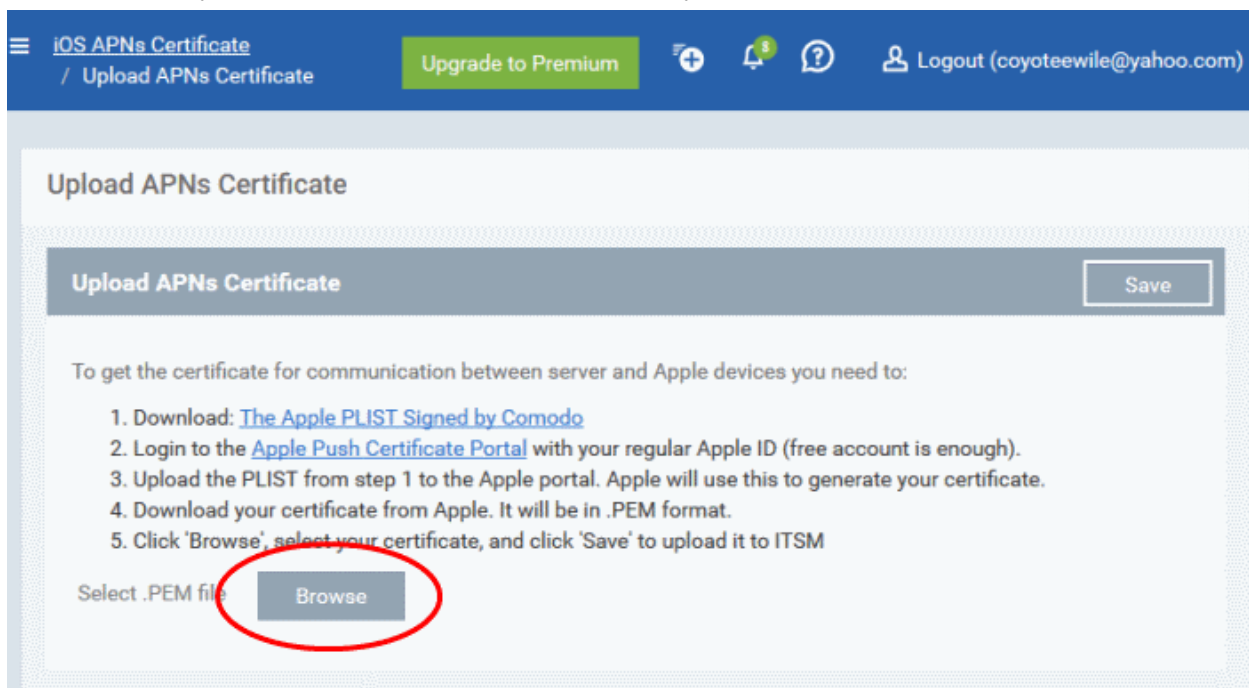 iOS APNs Certificate
/ Upload APNs Certificate
Upgrade to Premium
8
Logout (coyoteewile@yahoo.com)
Upload APNs Certificate
Upload APNs Certificate
Save
To get the certificate for communication between server and Apple devices you need to:
1. Download: The Apple PLIST Signed by Comodo
2. Login to the Apple Push Certificate Portal with your regular Apple ID (free account is enough).
3. Upload the PLIST from step 1 to the Apple portal. Apple will use this to generate your certificate.
4. Download your certificate from Apple. It will be in .PEM format.
5. Click 'Browse', select your certificate, and click 'Save' to upload it to ITSM
Select .PEM file
Browse